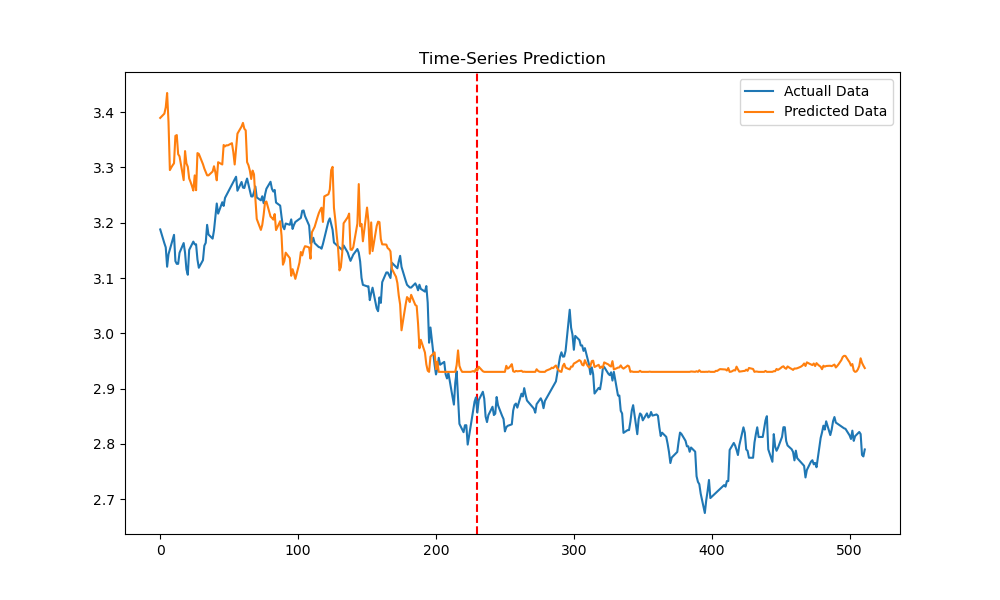 Time-Series Prediction
Actuall Data
Predicted Data
3.4
3.3
3.2
3.1
3.0
2.9
2.8
2.7
0 100 200 300 400 500